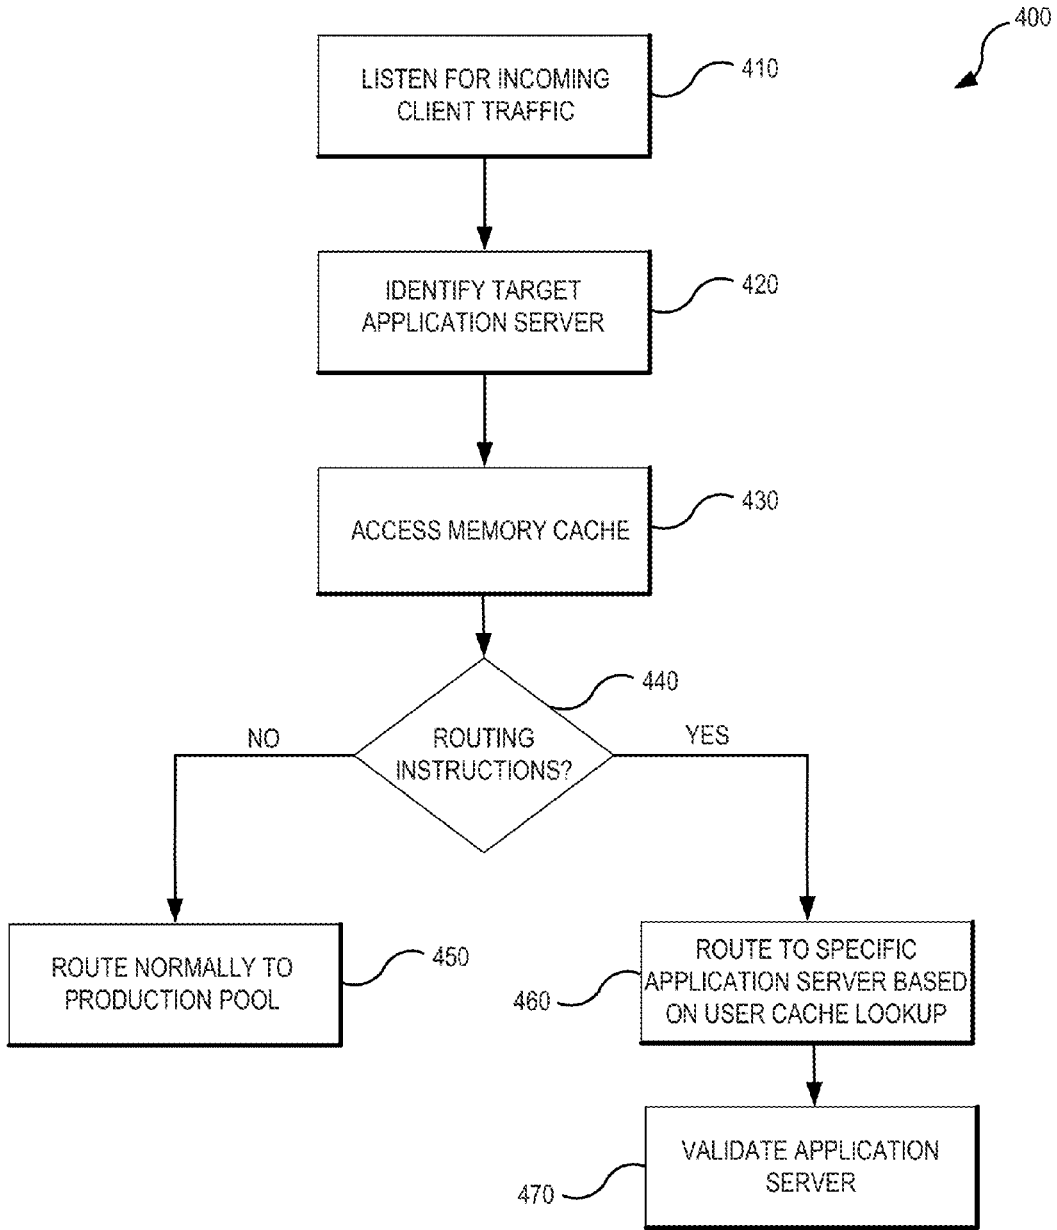 400
LISTEN FOR INCOMING
CLIENT TRAFFIC
410
IDENTIFY TARGET
APPLICATION SERVER
420
ACCESS MEMORY CACHE
430
440
ROUTING
INSTRUCTIONS?
NO
YES
ROUTE NORMALLY TO
PRODUCTION POOL
450
ROUTE TO SPECIFIC
APPLICATION SERVER BASED
ON USER CACHE LOOKUP
460
VALIDATE APPLICATION
SERVER
470